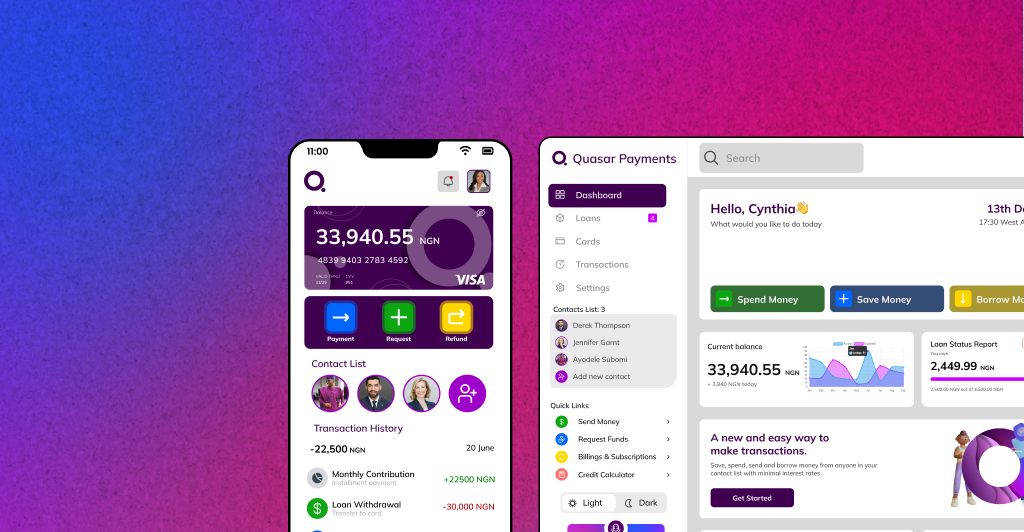 11:00
Balance
33,940.55 NGN
4839 9403 2783 4592
VALID THRU CVV
VISA
Payment
Request
Refund
Contact List
Transaction History
-22,500 NGN
20 June
Monthly Contribution
Installment payment
+22500 NGN
Loan Withdrawal
Transfer to card
-30,000 NGN
Quasar Payments
Dashboard
Loans
4
Cards
Transactions
Settings
Contacts List: 3
Derek Thompson
Jennifer Gamt
Ayodele Subomi
Add new contact
Quick Links
Send Money
Request Funds
Billings & Subscriptions
Credit Calculator
Light
Dark
Search
Hello, Cynthia👋
What would you like to do today
13th De
17:30 West A
Spend Money
Save Money
Borrow Mo
Current balance
33,940.55 NGN
+ 3,940 NGN today
Loan Status Report
You owe
2,449.99 NGN
2,500.00 NGN out of 4,500.00 NGN
A new and easy way to
make transactions.
Save, spend, send and borrow money from anyone in your
contact list with minimal interest rates
Get Started